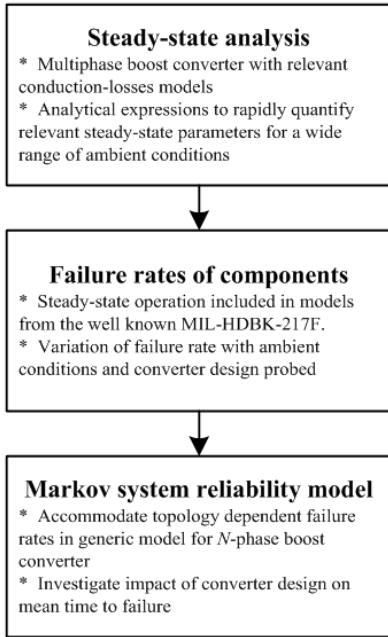 Steady-state analysis
* Multiphase boost converter with relevant
conduction-losses models
* Analytical expressions to rapidly quantify
relevant steady-state parameters for a wide
range of ambient conditions
Failure rates of components
* Steady-state operation included in models
from the well known MIL-HDBK-217F.
* Variation of failure rate with ambient
conditions and converter design probed
Markov system reliability model
* Accommodate topology dependent failure
rates in generic model for N-phase boost
converter
* Investigate impact of converter design on
mean time to failure